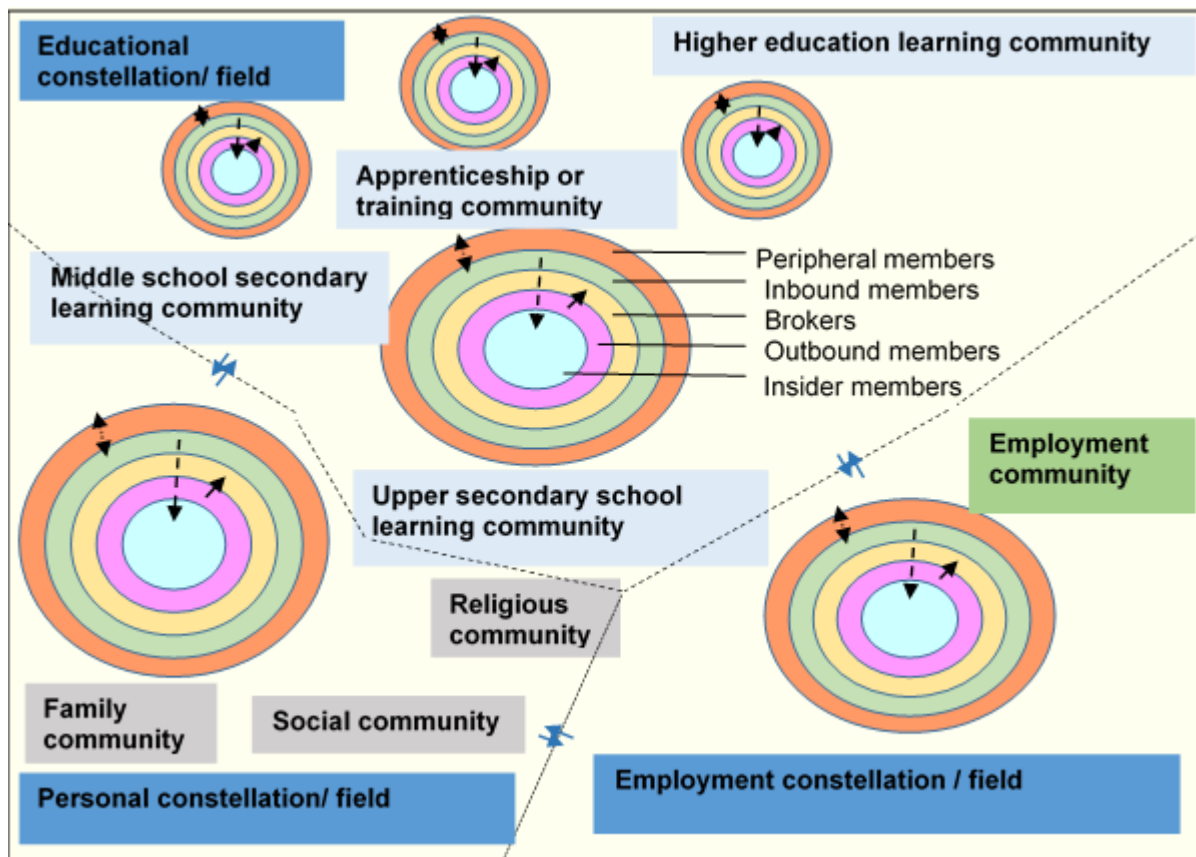 Educational
constellation/ field
Higher education learning community
Apprenticeship or
training community
Middle school secondary
learning community
Peripheral members
Inbound members
Brokers
Outbound members
Insider members
Employment
community
Upper secondary school
learning community
Religious
community
Family
community
Social community
Personal constellation/ field
Employment constellation / field